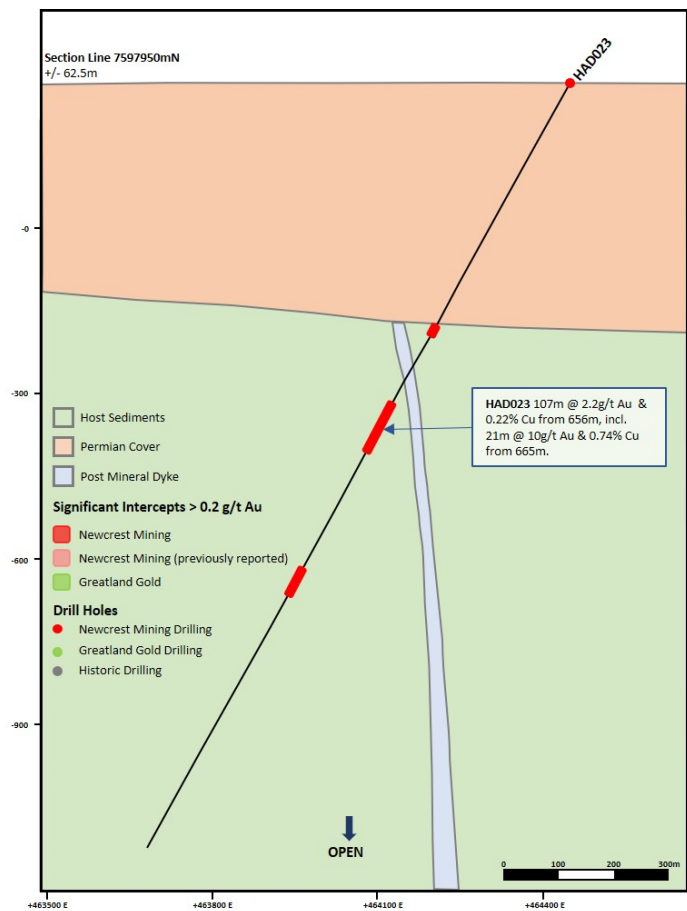 Section Line 7597950mN
+/- 62.5m
HAD023
-0
-300
HAD023 107m @ 2.2g/t Au &
0.22% Cu from 656m, incl.
21m @ 10g/t Au & 0.74% Cu
from 665m.
Host Sediments
Permian Cover
Post Mineral Dyke
Significant Intercepts > 0.2 g/t Au
Newcrest Mining
Newcrest Mining (previously reported)
Greatland Gold
-600
Drill Holes
Newcrest Mining Drilling
Greatland Gold Drilling
Historic Drilling
-900
OPEN
0 100 200 300m
+463500 E +463800 E +464100 E +464400 E